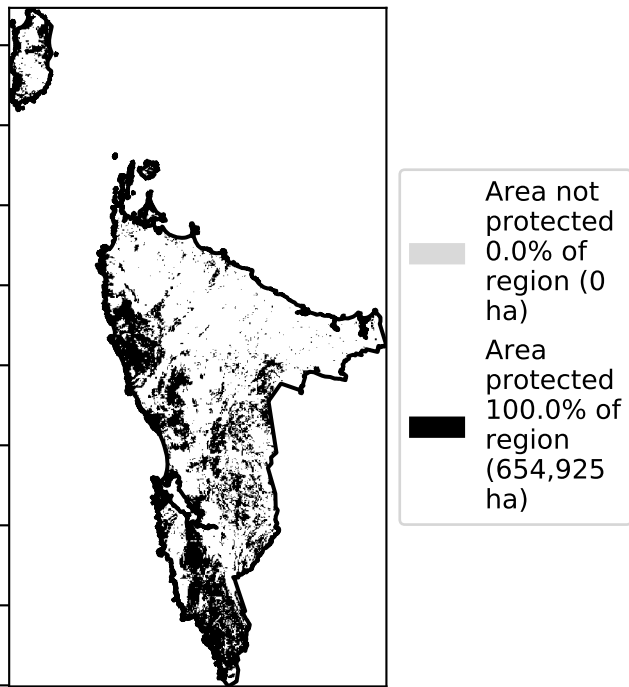 Area not
protected
0.0% of
region (0
ha)
Area
protected
100.0% of
region
(654,925
ha)